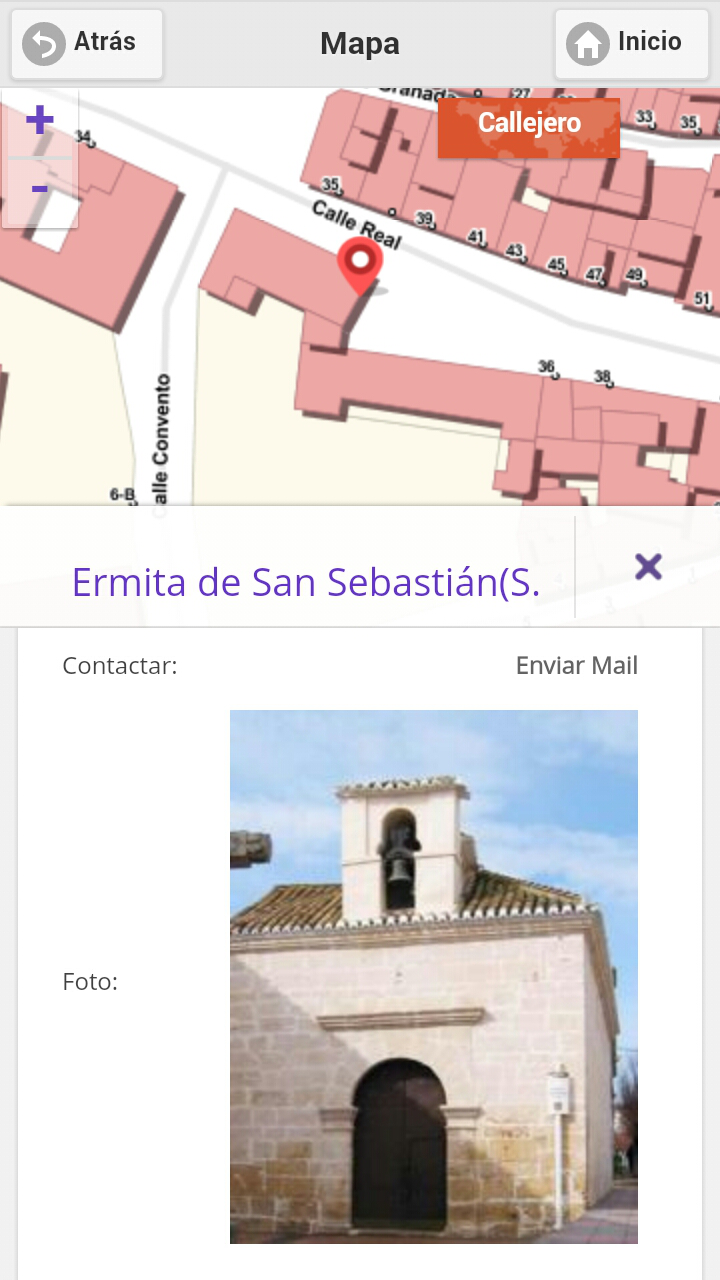 Atrás
Mapa
Inicio
+
-
Callejero
27
33
35
34
35
Calle Real
39
41
43
45
47
49
51
36
38
Calle Convento
6-B
Ermita de San Sebastián(S.
Contactar:
Enviar Mail
Foto: